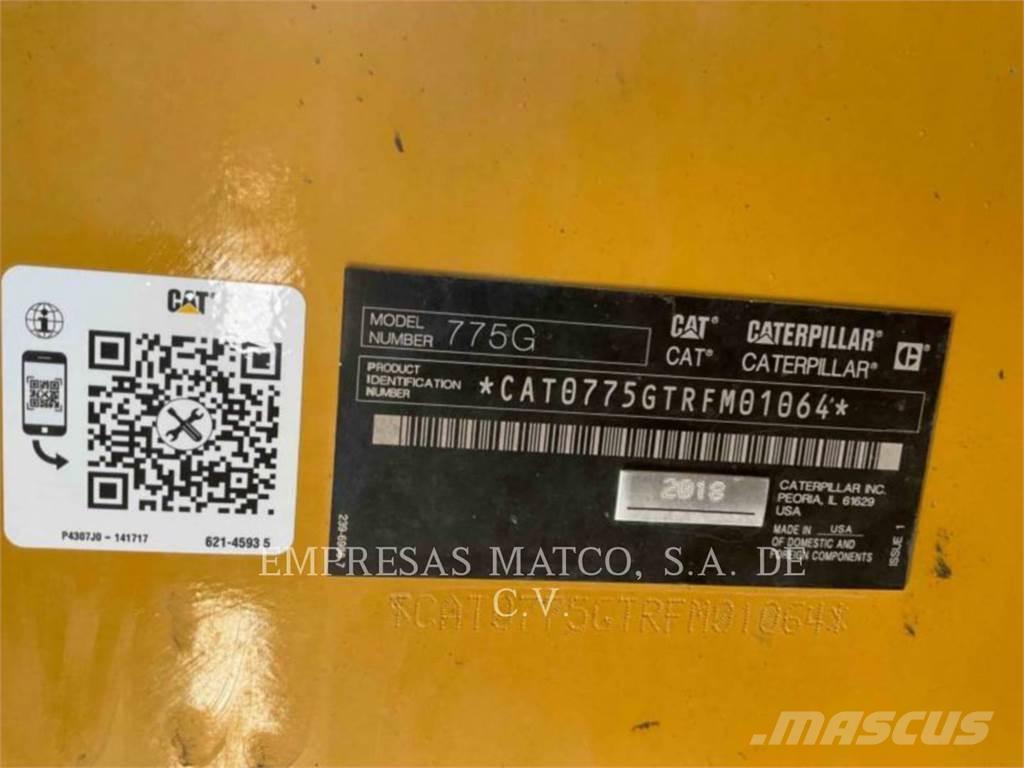 CAT
P4307J0 - 141717
621-4593 5
MODEL
NUMBER 775G
CAT® CATERPILLAR®
CAT® CATERPILLAR®
PRODUCT
IDENTIFICATION
NUMBER *CAT0775GTRFM01064*
2018
CATERPILLAR INC.
PEORIA, IL 61629
USA
MADE IN USA
OF DOMESTIC AND
FOREIGN COMPONENTS
ISSUE 1
EMPRESAS MATCO, S.A. DE
C.V.
*CAT0775GTRFM01064*
MASCUS